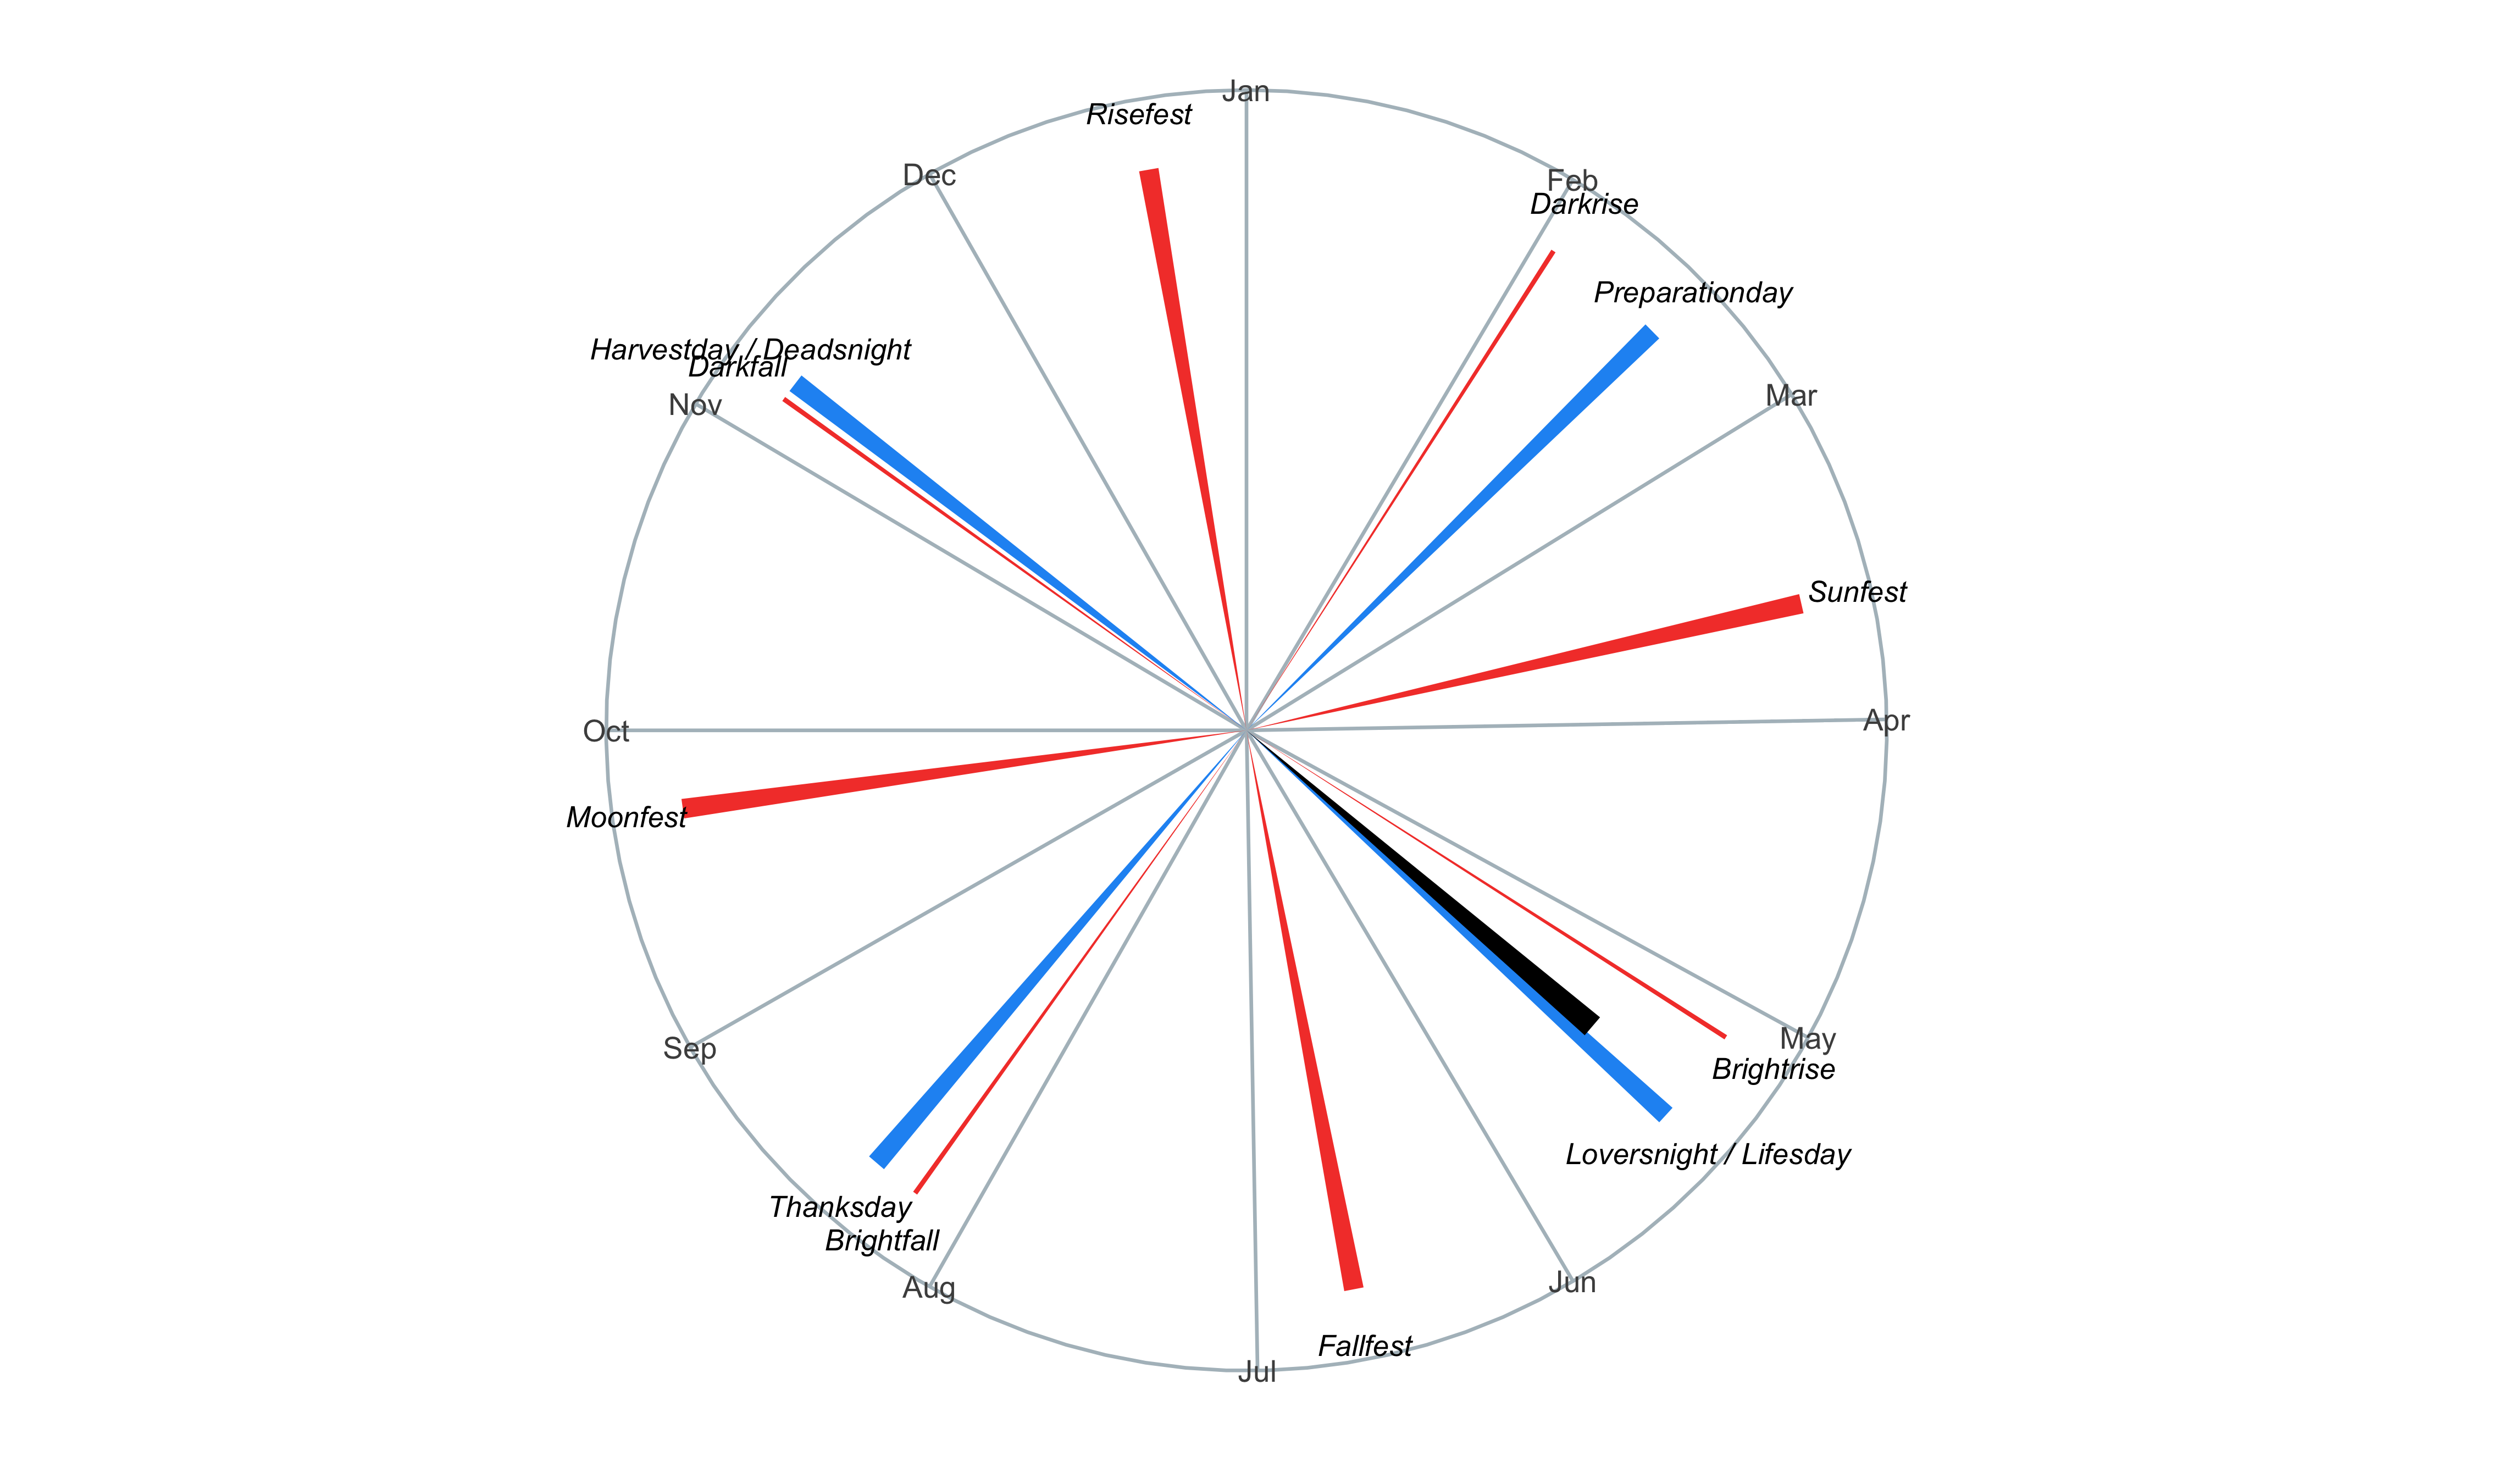 Jan
Risefest
Dec
Feb
Darkrise
Preparationday
Harvestday / Deadsnight
Darkfall
Nov
Mar
Sunfest
Apr
Oct
Moonfest
May
Sep
Brightrise
Loversnight / Lifesday
Thanksday
Brightfall
Aug
Jun
Fallfest
Jul